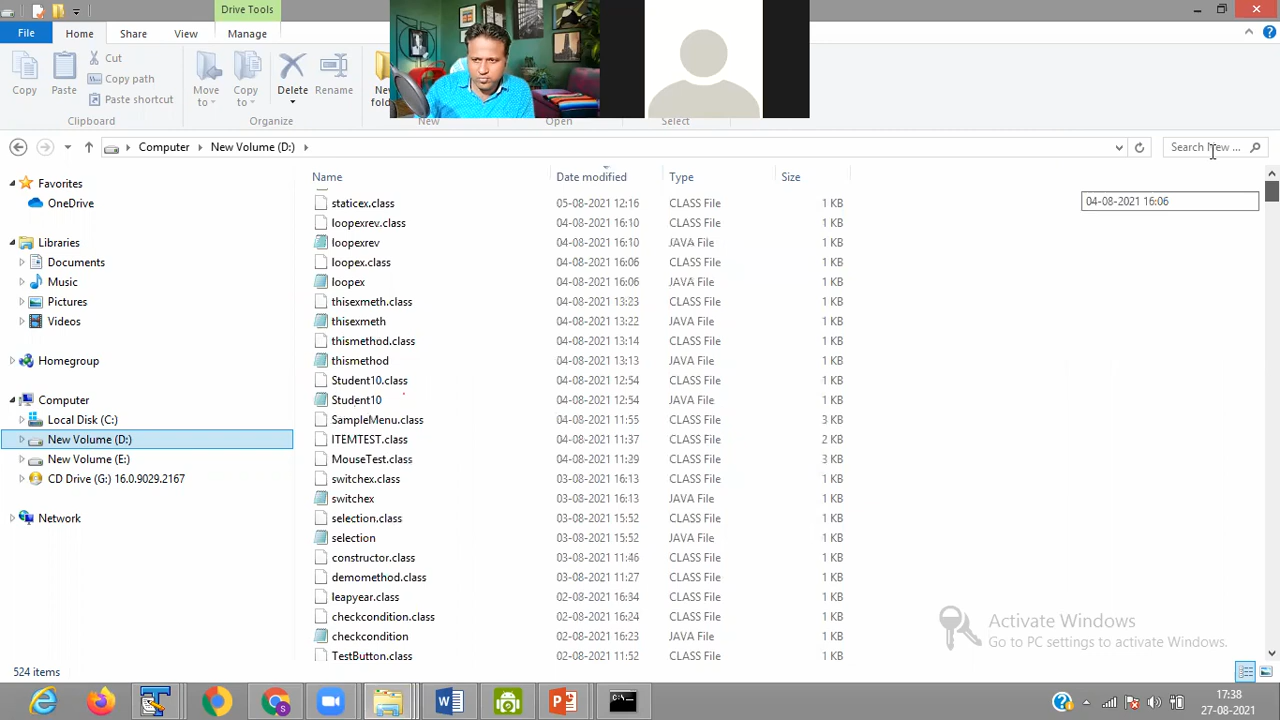 Drive Tools
File
Home
Share
View
Manage
Copy
Paste
Cut
Copy path
Paste shortcut
Move to
Copy to
Delete
Rename
New
Clipboard
Organize
New
Open
Select
Computer
New Volume (D:)
Search New ...
Name
Date modified
Type
Size
04-08-2021 16:06
Favorites
OneDrive
Libraries
Documents
Music
Pictures
Videos
Homegroup
Computer
Local Disk (C:)
New Volume (D:)
New Volume (E:)
CD Drive (G:) 16.0.9029.2167
Network
staticex.class 05-08-2021 12:16 CLASS File 1 KB
loopexrev.class 04-08-2021 16:10 CLASS File 1 KB
loopexrev 04-08-2021 16:10 JAVA File 1 KB
loopex.class 04-08-2021 16:06 CLASS File 1 KB
loopex 04-08-2021 16:06 JAVA File 1 KB
thisexmeth.class 04-08-2021 13:23 CLASS File 1 KB
thisexmeth 04-08-2021 13:22 JAVA File 1 KB
thismethod.class 04-08-2021 13:14 CLASS File 1 KB
thismethod 04-08-2021 13:13 JAVA File 1 KB
Student10.class 04-08-2021 12:54 CLASS File 1 KB
Student10 04-08-2021 12:54 JAVA File 1 KB
SampleMenu.class 04-08-2021 11:55 CLASS File 3 KB
ITEMTEST.class 04-08-2021 11:37 CLASS File 2 KB
MouseTest.class 04-08-2021 11:29 CLASS File 3 KB
switchex.class 03-08-2021 16:13 CLASS File 1 KB
switchex 03-08-2021 16:13 JAVA File 1 KB
selection.class 03-08-2021 15:52 CLASS File 1 KB
selection 03-08-2021 15:52 JAVA File 1 KB
constructor.class 03-08-2021 11:46 CLASS File 1 KB
demomethod.class 03-08-2021 11:27 CLASS File 1 KB
leapyear.class 02-08-2021 16:34 CLASS File 1 KB
checkcondition.class 02-08-2021 16:24 CLASS File 1 KB
checkcondition 02-08-2021 16:23 JAVA File 1 KB
TestButton.class 02-08-2021 11:52 CLASS File 1 KB
Activate Windows
Go to PC settings to activate Windows.
524 items
17:38
27-08-2021